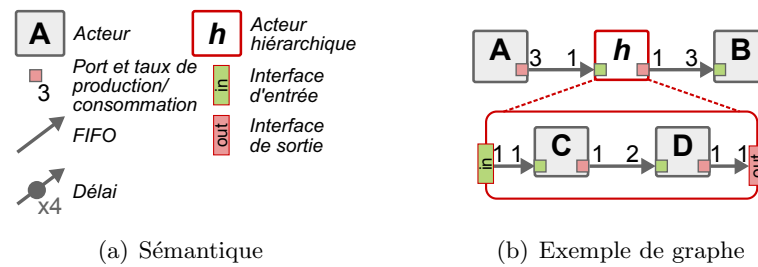 A Acteur
h Acteur
hiérarchique
Port et taux de
production/
consommation
3
in Interface
d'entrée
FIFO
out Interface
de sortie
Délai
x4
(a) Sémantique
A 3 1 h 1 3 B
in 1 1 C 1 2 D 1 1 out
(b) Exemple de graphe